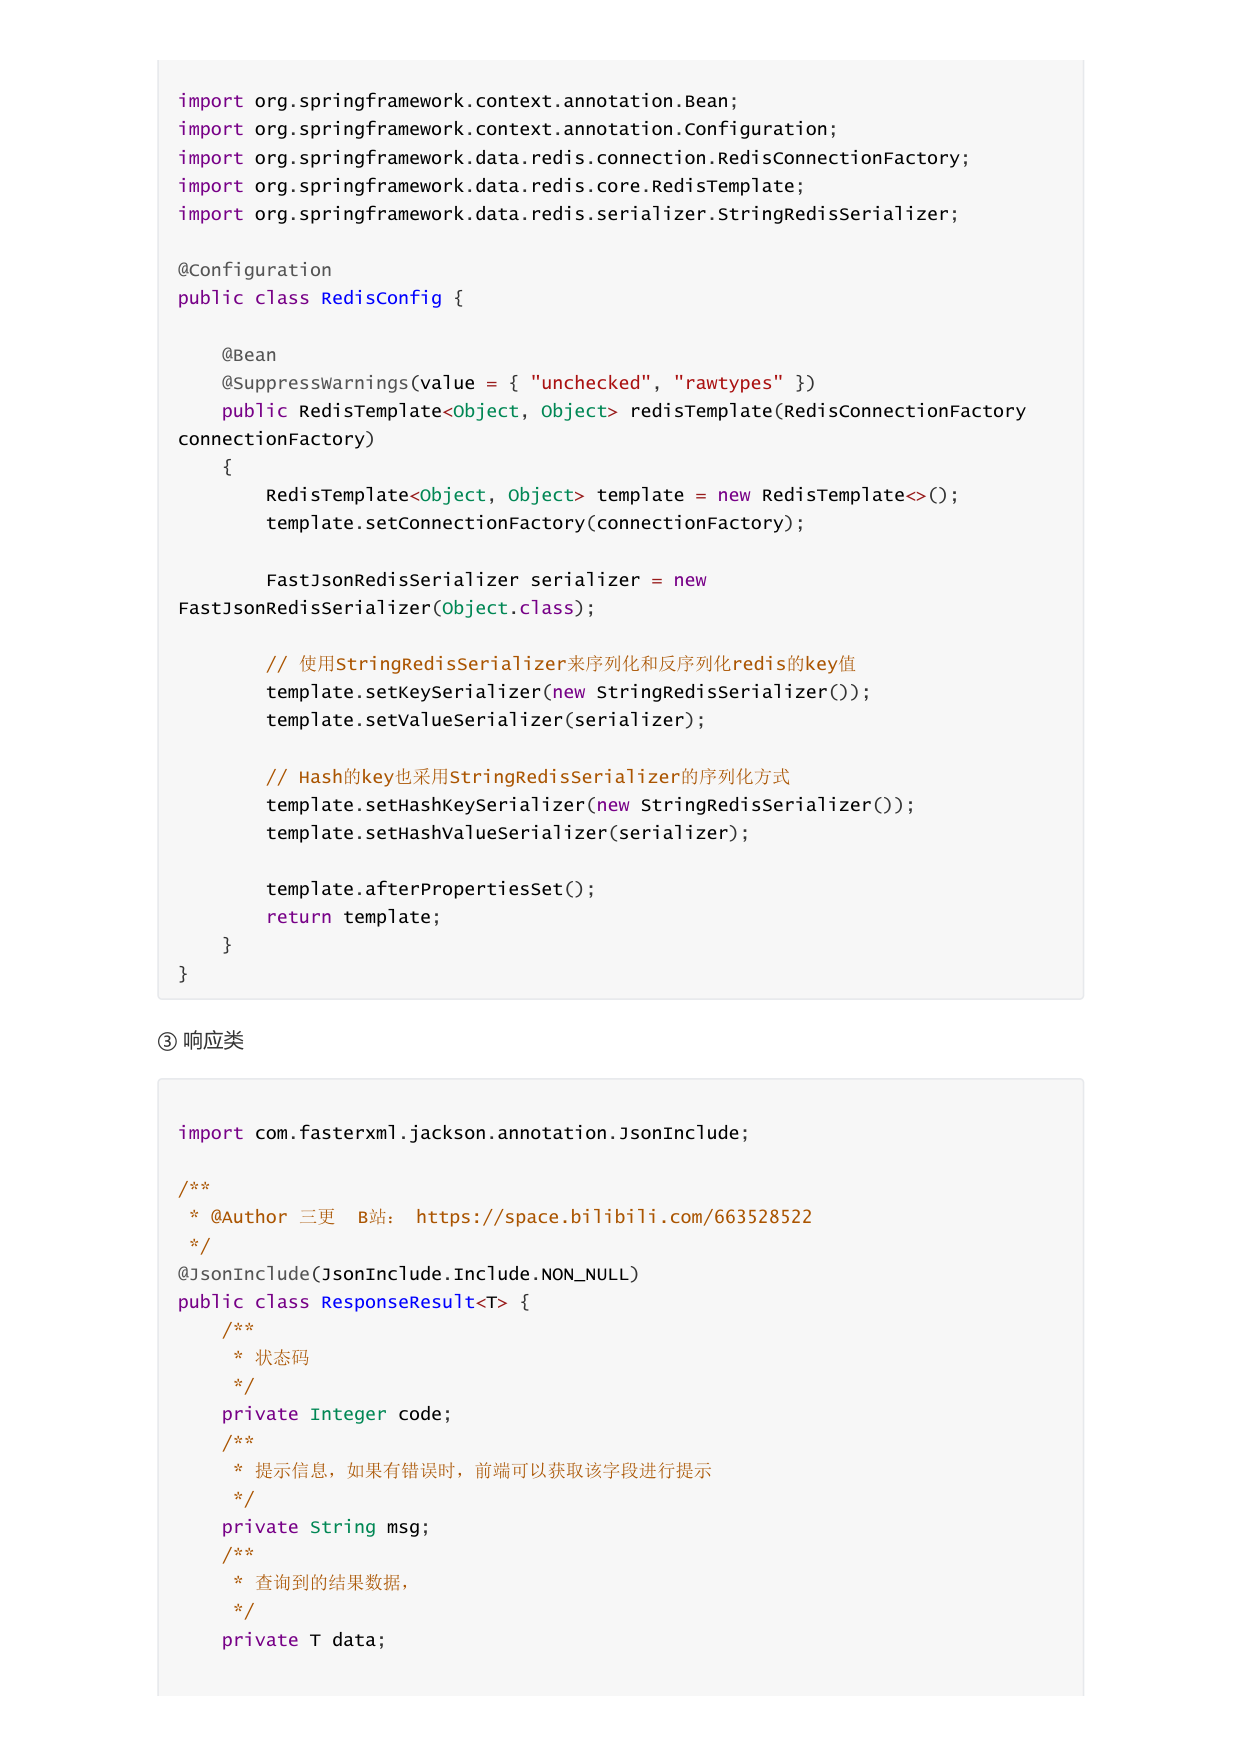 import org.springframework.context.annotation.Bean;
import org.springframework.context.annotation.Configuration;
import org.springframework.data.redis.connection.RedisConnectionFactory;
import org.springframework.data.redis.core.RedisTemplate;
import org.springframework.data.redis.serializer.StringRedisSerializer;

@Configuration
public class RedisConfig {

    @Bean
    @SuppressWarnings(value = { "unchecked", "rawtypes" })
    public RedisTemplate<Object, Object> redisTemplate(RedisConnectionFactory
connectionFactory)
    {
        RedisTemplate<Object, Object> template = new RedisTemplate<>();
        template.setConnectionFactory(connectionFactory);

        FastJsonRedisSerializer serializer = new
FastJsonRedisSerializer(Object.class);

        // 使用StringRedisSerializer来序列化和反序列化redis的key值
        template.setKeySerializer(new StringRedisSerializer());
        template.setValueSerializer(serializer);

        // Hash的key也采用StringRedisSerializer的序列化方式
        template.setHashKeySerializer(new StringRedisSerializer());
        template.setHashValueSerializer(serializer);

        template.afterPropertiesSet();
        return template;
    }
}

③ 响应类

import com.fasterxml.jackson.annotation.JsonInclude;

/**
 * @Author 三更  B站： https://space.bilibili.com/663528522
 */
@JsonInclude(JsonInclude.Include.NON_NULL)
public class ResponseResult<T> {
    /**
     * 状态码
     */
    private Integer code;
    /**
     * 提示信息，如果有错误时，前端可以获取该字段进行提示
     */
    private String msg;
    /**
     * 查询到的结果数据，
     */
    private T data;